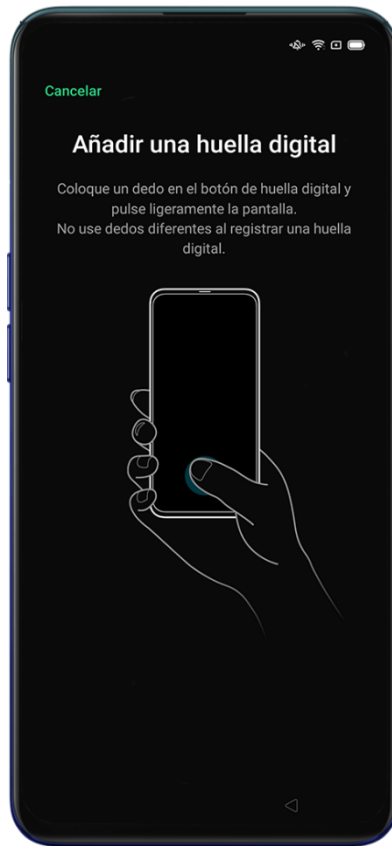 Cancelar
Añadir una huella digital
Coloque un dedo en el botón de huella digital y
pulse ligeramente la pantalla.
No use dedos diferentes al registrar una huella
digital.